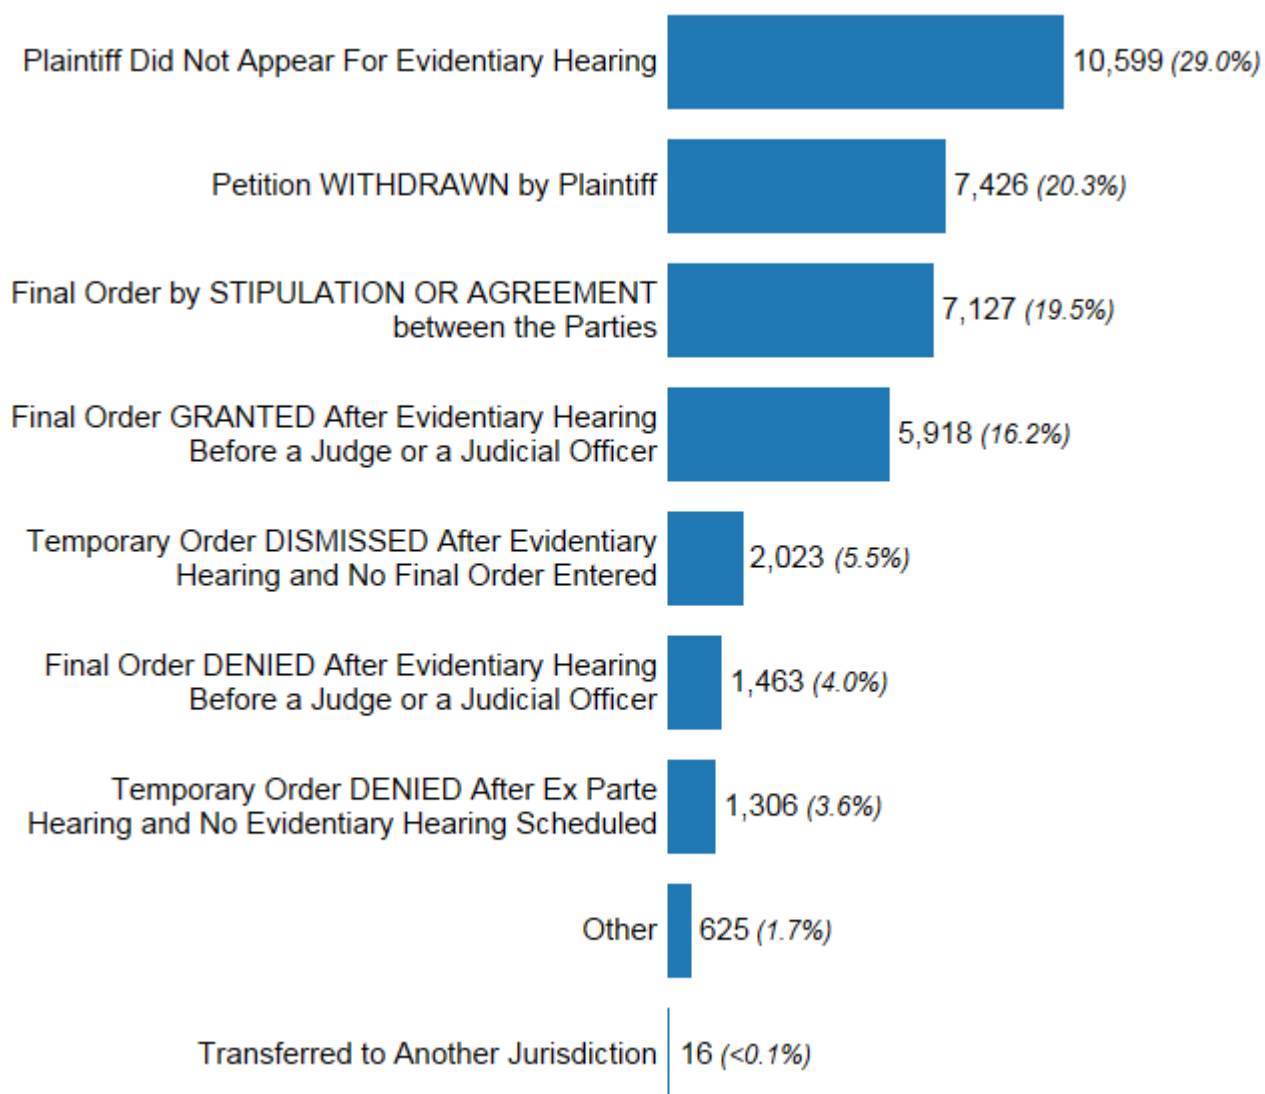 Plaintiff Did Not Appear For Evidentiary Hearing 10,599 (29.0%)
Petition WITHDRAWN by Plaintiff 7,426 (20.3%)
Final Order by STIPULATION OR AGREEMENT
between the Parties 7,127 (19.5%)
Final Order GRANTED After Evidentiary Hearing
Before a Judge or a Judicial Officer 5,918 (16.2%)
Temporary Order DISMISSED After Evidentiary
Hearing and No Final Order Entered 2,023 (5.5%)
Final Order DENIED After Evidentiary Hearing
Before a Judge or a Judicial Officer 1,463 (4.0%)
Temporary Order DENIED After Ex Parte
Hearing and No Evidentiary Hearing Scheduled 1,306 (3.6%)
Other 625 (1.7%)
Transferred to Another Jurisdiction 16 (<0.1%)